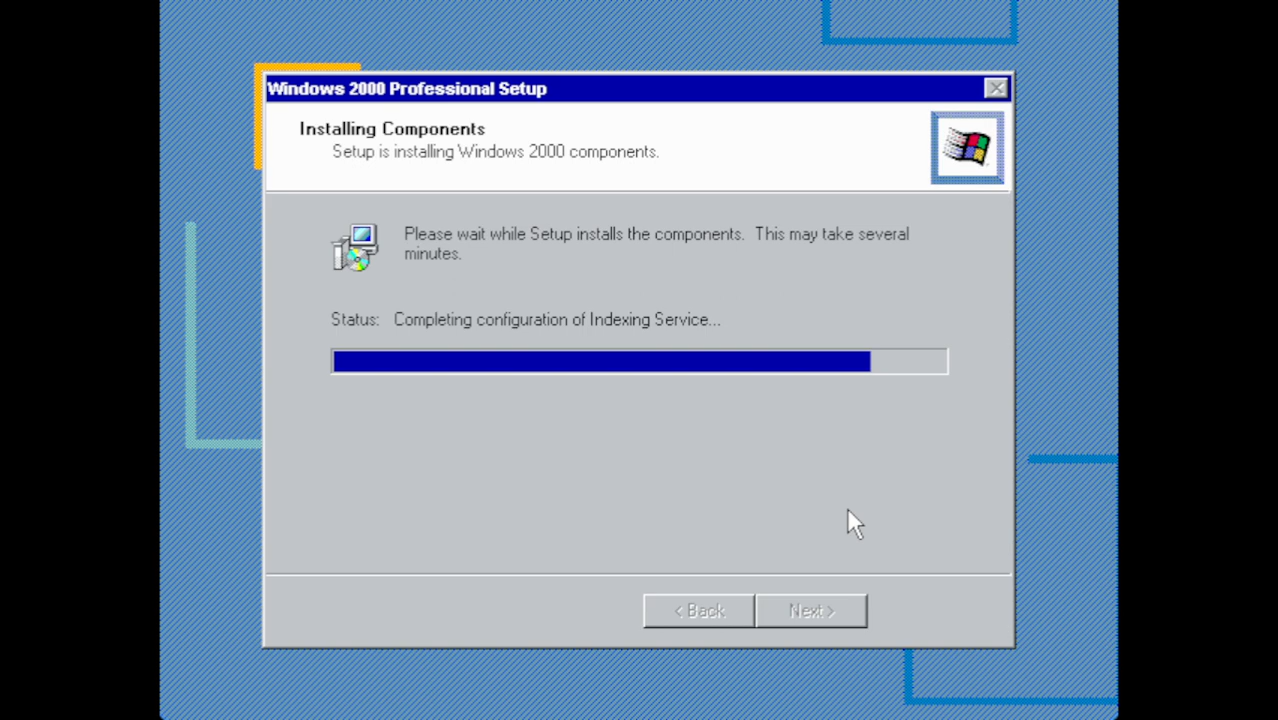 Windows 2000 Professional Setup
Installing Components
Setup is installing Windows 2000 components.
Please wait while Setup installs the components.  This may take several
minutes.
Status:  Completing configuration of Indexing Service...
< Back  Next >